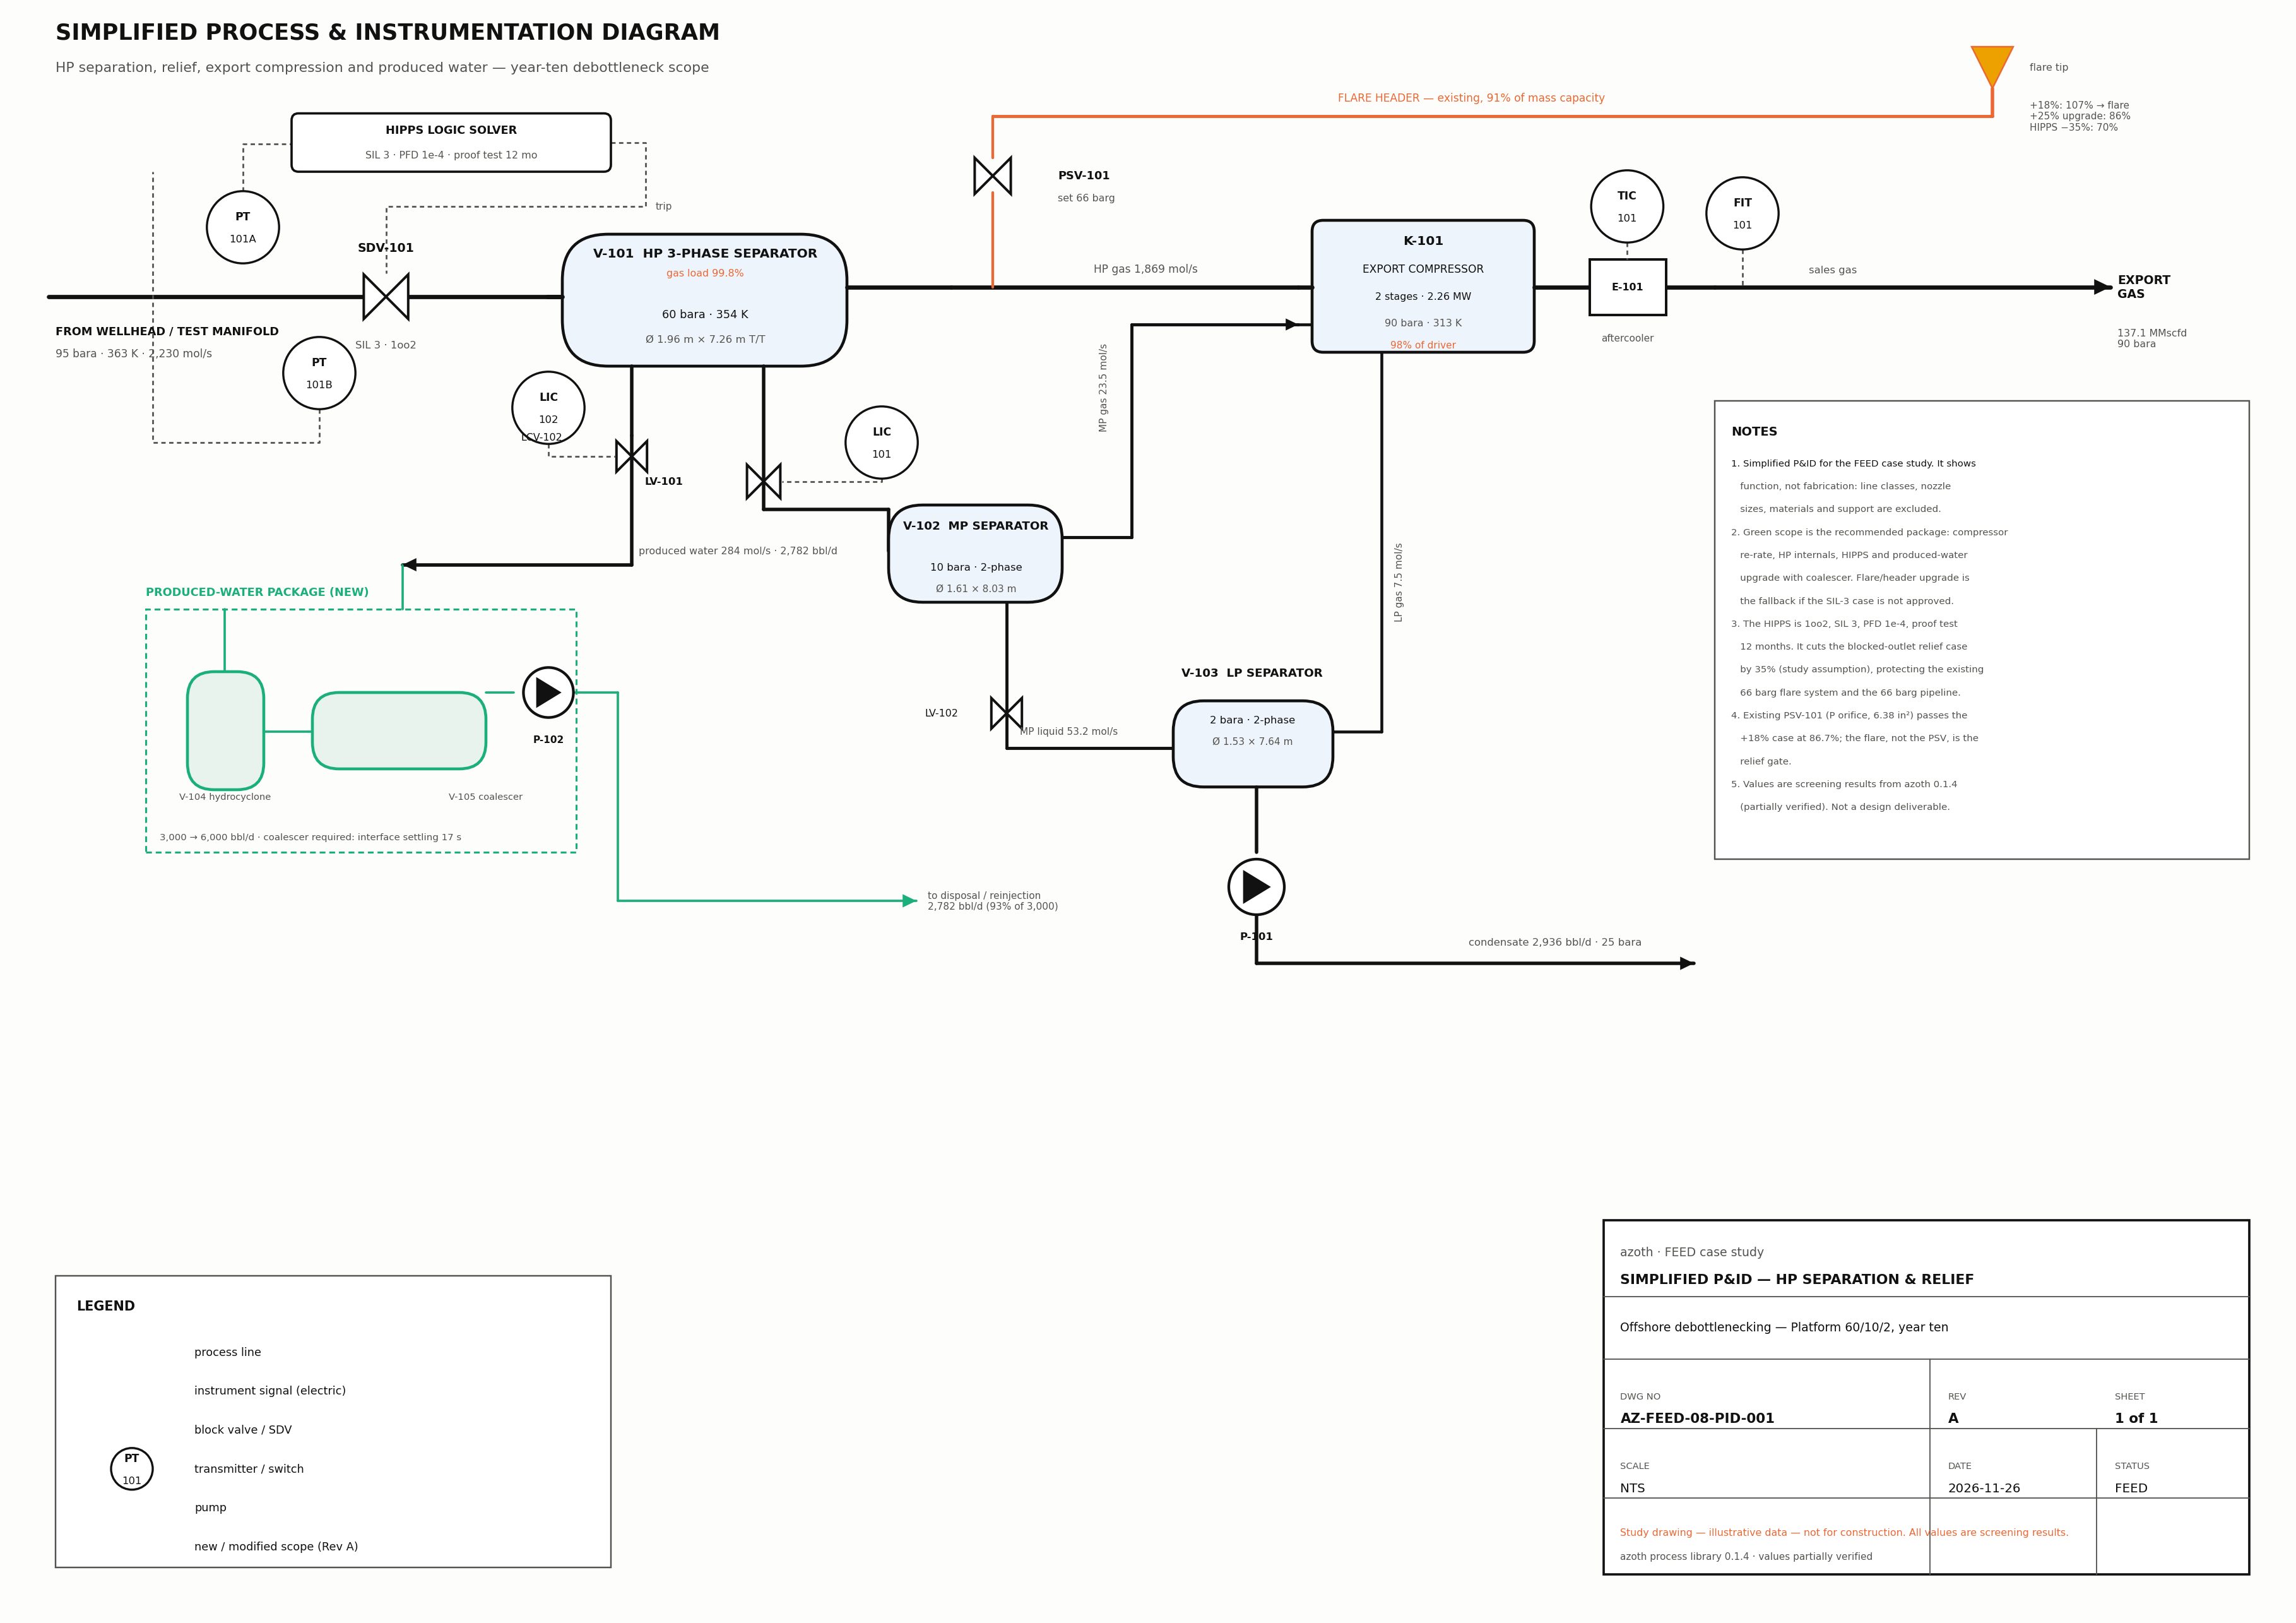 SIMPLIFIED PROCESS & INSTRUMENTATION DIAGRAM
HP separation, relief, export compression and produced water — year-ten debottleneck scope
flare tip
FLARE HEADER — existing, 91% of mass capacity
+18%: 107% → flare
+25% upgrade: 86%
HIPPS −35%: 70%
HIPPS LOGIC SOLVER
SIL 3 · PFD 1e-4 · proof test 12 mo
PSV-101
set 66 barg
trip
PT
101A
SDV-101
TIC
101
FIT
101
V-101 HP 3-PHASE SEPARATOR
gas load 99.8%
60 bara · 354 K
Ø 1.96 m × 7.26 m T/T
HP gas 1,869 mol/s
K-101
EXPORT COMPRESSOR
2 stages · 2.26 MW
90 bara · 313 K
98% of driver
E-101
aftercooler
sales gas
EXPORT
GAS
137.1 MMscfd
90 bara
FROM WELLHEAD / TEST MANIFOLD
95 bara · 363 K · 2,230 mol/s
SIL 3 · 1oo2
PT
101B
LIC
102
LCV-102
LV-101
LIC
101
MP gas 23.5 mol/s
V-102 MP SEPARATOR
10 bara · 2-phase
Ø 1.61 × 8.03 m
produced water 284 mol/s · 2,782 bbl/d
LP gas 7.5 mol/s
PRODUCED-WATER PACKAGE (NEW)
V-104 hydrocyclone
V-105 coalescer
P-102
3,000 → 6,000 bbl/d · coalescer required: interface settling 17 s
LV-102
MP liquid 53.2 mol/s
V-103 LP SEPARATOR
2 bara · 2-phase
Ø 1.53 × 7.64 m
to disposal / reinjection
2,782 bbl/d (93% of 3,000)
P-101
condensate 2,936 bbl/d · 25 bara
NOTES
1. Simplified P&ID for the FEED case study. It shows
function, not fabrication: line classes, nozzle
sizes, materials and support are excluded.
2. Green scope is the recommended package: compressor
re-rate, HP internals, HIPPS and produced-water
upgrade with coalescer. Flare/header upgrade is
the fallback if the SIL-3 case is not approved.
3. The HIPPS is 1oo2, SIL 3, PFD 1e-4, proof test
12 months. It cuts the blocked-outlet relief case
by 35% (study assumption), protecting the existing
66 barg flare system and the 66 barg pipeline.
4. Existing PSV-101 (P orifice, 6.38 in²) passes the
+18% case at 86.7%; the flare, not the PSV, is the
relief gate.
5. Values are screening results from azoth 0.1.4
(partially verified). Not a design deliverable.
LEGEND
process line
instrument signal (electric)
block valve / SDV
PT
101
transmitter / switch
pump
new / modified scope (Rev A)
azoth · FEED case study
SIMPLIFIED P&ID — HP SEPARATION & RELIEF
Offshore debottlenecking — Platform 60/10/2, year ten
DWG NO
AZ-FEED-08-PID-001
REV
A
SHEET
1 of 1
SCALE
NTS
DATE
2026-11-26
STATUS
FEED
Study drawing — illustrative data — not for construction. All values are screening results.
azoth process library 0.1.4 · values partially verified